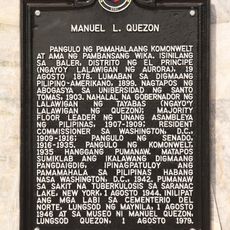 MANUEL L. QUEZON
PANGULO NG PAMAHALAANG KOMONWELT
AT AMA NG PAMBANSANG WIKA, ISINILANG
SA BALER, DISTRITO NG EL PRINCIPE
(NGAYO'Y LALAWIGAN NG AURORA), 19
AGOSTO 1878. LUMABAN SA DIGMAANG
PILIPINO-AMERIKANO, 1899. NAGTAPOS NG
ABOGASYA SA UNIBERSIDAD NG SANTO
TOMAS, 1903. NAHALAL NA GOBERNADOR NG
LALAWIGAN NG TAYABAS (NGAYO'Y
LALAWIGAN NG QUEZON); MAJORITY
FLOOR LEADER NG UNANG ASAMBLEYA
NG PILIPINAS, 1907-1909; RESIDENT
COMMISSIONER SA WASHINGTON, D.C.,
1909-1916; PANGULO NG SENADO,
1916-1935. PANGULO NG KOMONWELT,
1935 HANGGANG PUMANAW. MATAPOS
SUMIKLAB ANG IKALAWANG DIGMAANG
PANDAIGDIG, IPINAGPATULOY ANG
PAMAMAHALA SA PILIPINAS HABANG
NASA WASHINGTON, D.C., 1942. PUMANAW
SA SAKIT NA TUBERKULOSIS SA SARANAC
LAKE, NEW YORK, 1 AGOSTO 1944. INILIPAT
ANG MGA LABI SA CEMENTERIO DEL
NORTE, LUNGSOD NG MAYNILA, 1 AGOSTO
1946 AT SA MUSEO NI MANUEL QUEZON,
LUNGSOD QUEZON, 1 AGOSTO 1979.